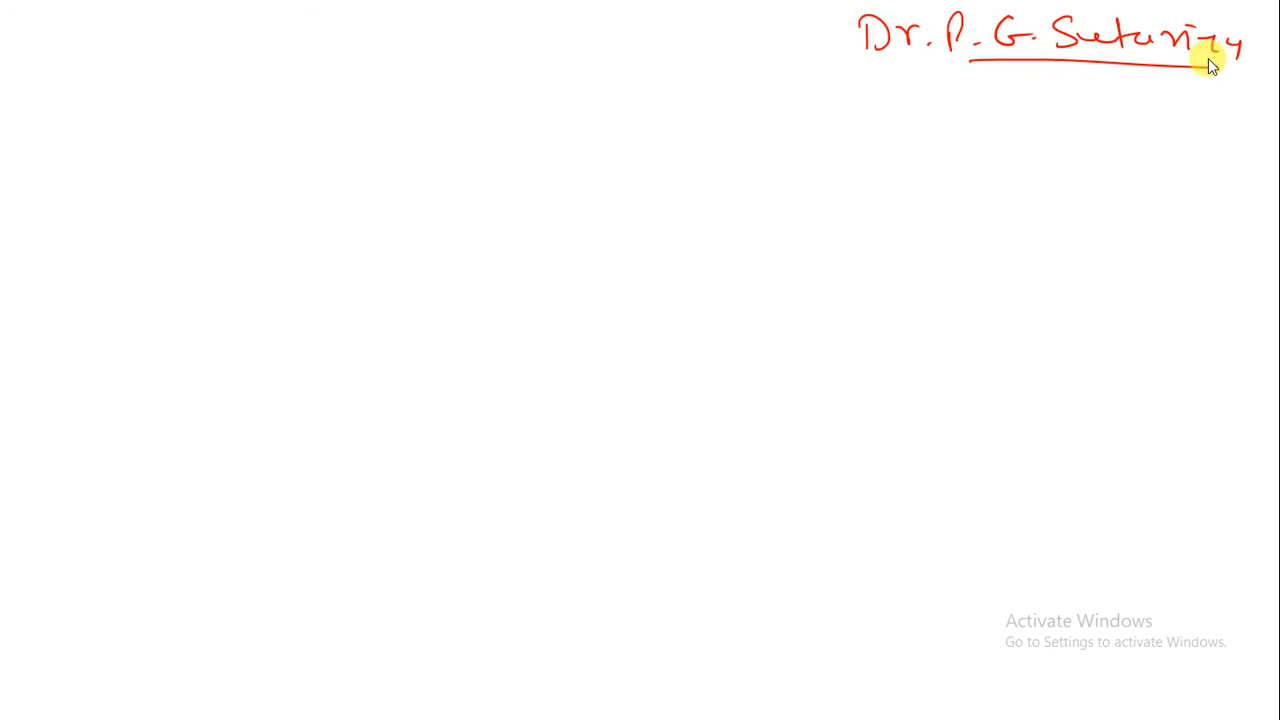 Dr. P. G. Sutariya
Activate Windows
Go to Settings to activate Windows.